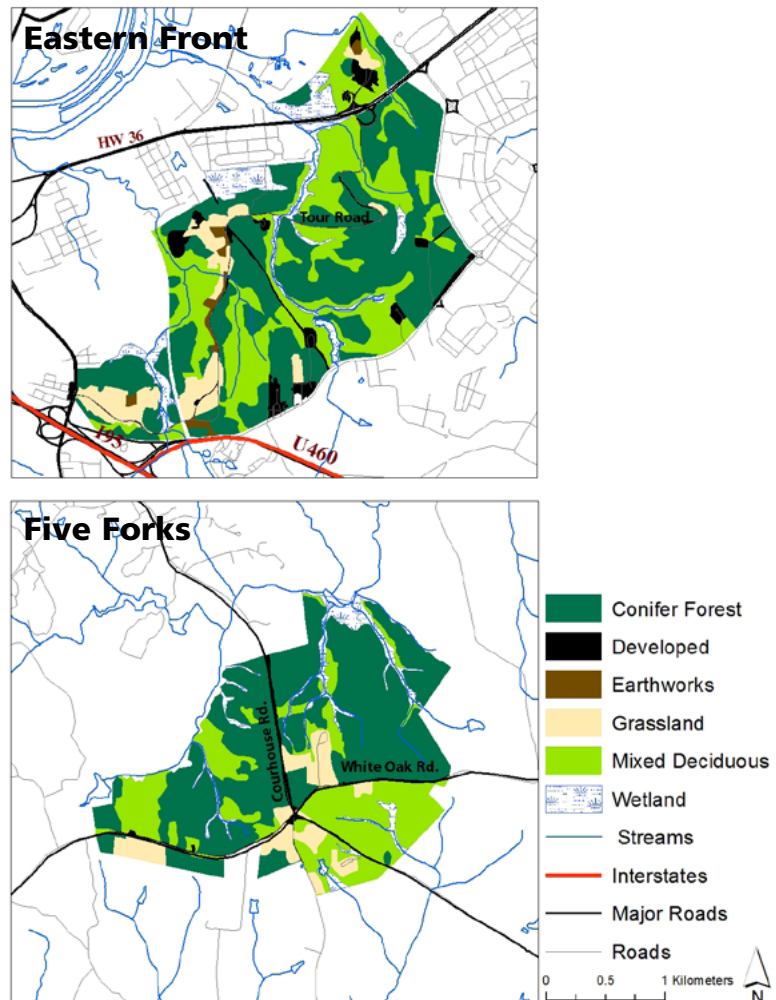 Eastern Front
HW 36
Tour Road
I95
U460
Five Forks
Courhouse Rd.
White Oak Rd.
Conifer Forest
Developed
Earthworks
Grassland
Mixed Deciduous
Wetland
Streams
Interstates
Major Roads
Roads
0 0.5 1 Kilometers
N